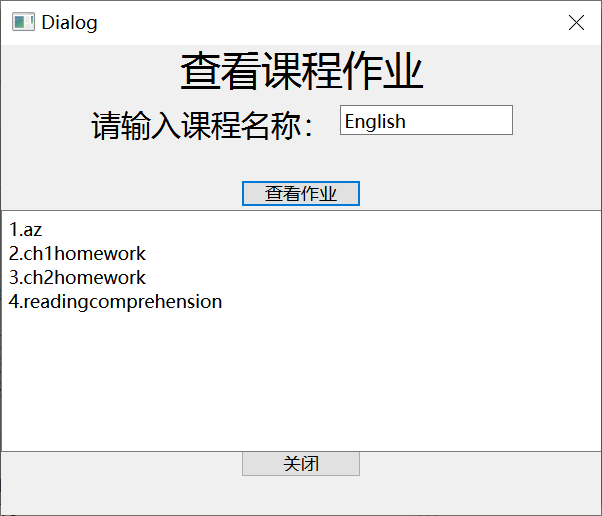 Dialog
查看课程作业
请输入课程名称： English
查看作业
1.az
2.ch1homework
3.ch2homework
4.readingcomprehension
关闭